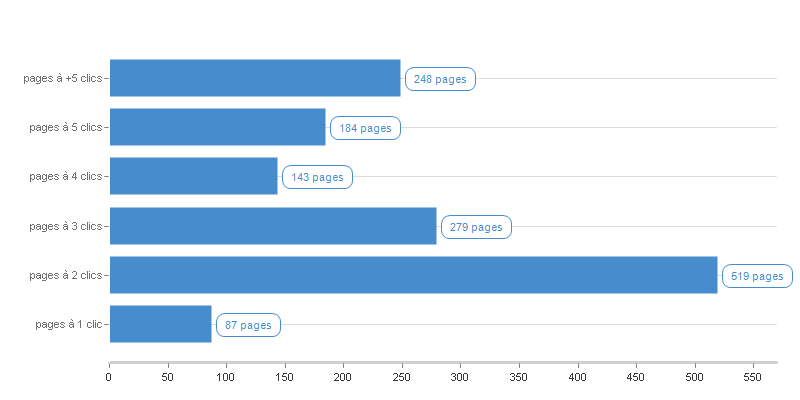 pages à +5 clics
248 pages
pages à 5 clics
184 pages
pages à 4 clics
143 pages
pages à 3 clics
279 pages
pages à 2 clics
519 pages
pages à 1 clic
87 pages
0 50 100 150 200 250 300 350 400 450 500 550